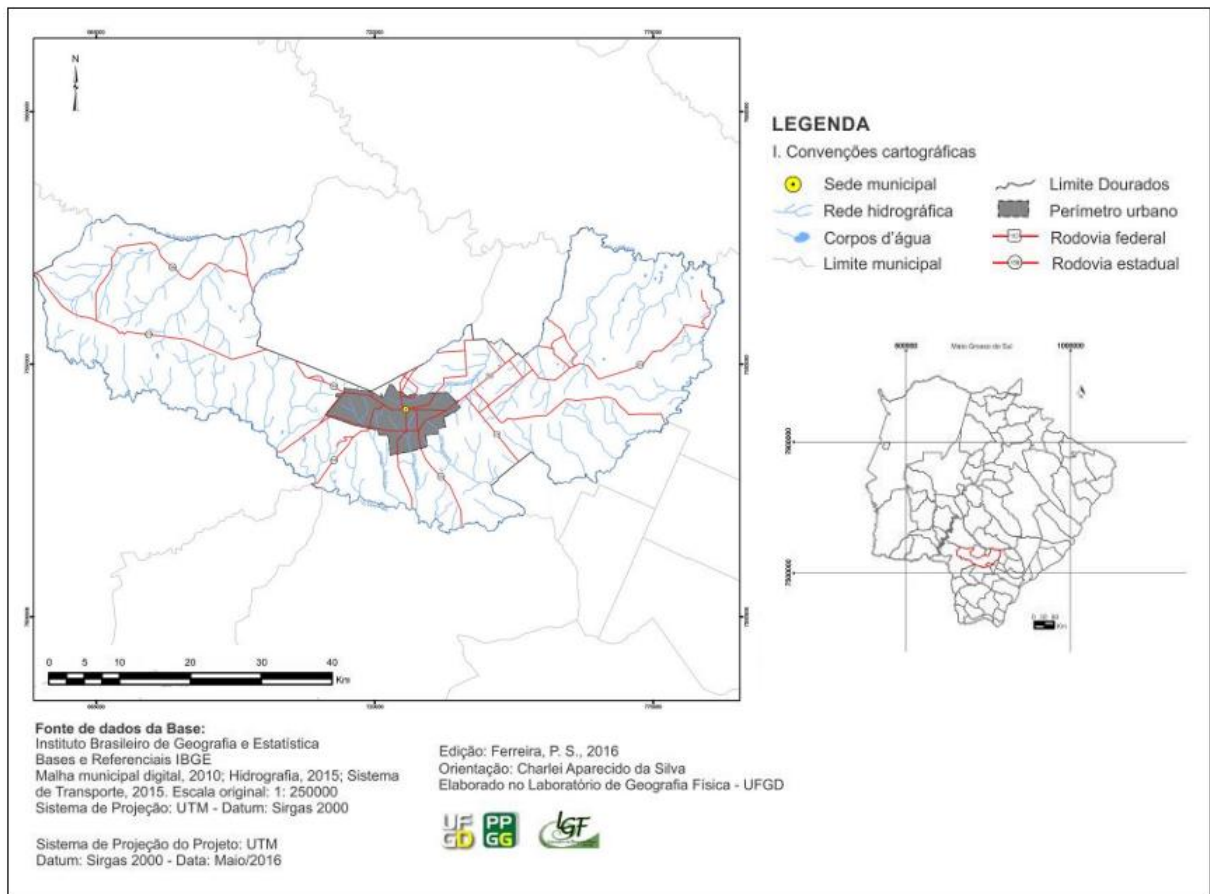 N
0 5 10 20 30 40
Km
LEGENDA
I. Convenções cartográficas
Sede municipal
Rede hidrográfica
Corpos d'água
Limite municipal
Limite Dourados
Perímetro urbano
Rodovia federal
Rodovia estadual
Mato Grosso do Sul
1000000
Km
Fonte de dados da Base:
Instituto Brasileiro de Geografia e Estatística
Bases e Referenciais IBGE
Malha municipal digital, 2010; Hidrografia, 2015; Sistema
de Transporte, 2015. Escala original: 1: 250000
Sistema de Projeção: UTM - Datum: Sirgas 2000
Sistema de Projeção do Projeto: UTM
Datum: Sirgas 2000 - Data: Maio/2016
Edição: Ferreira, P. S., 2016
Orientação: Charlei Aparecido da Silva
Elaborado no Laboratório de Geografia Física - UFGD
UF
GD
PP
GG
LGF